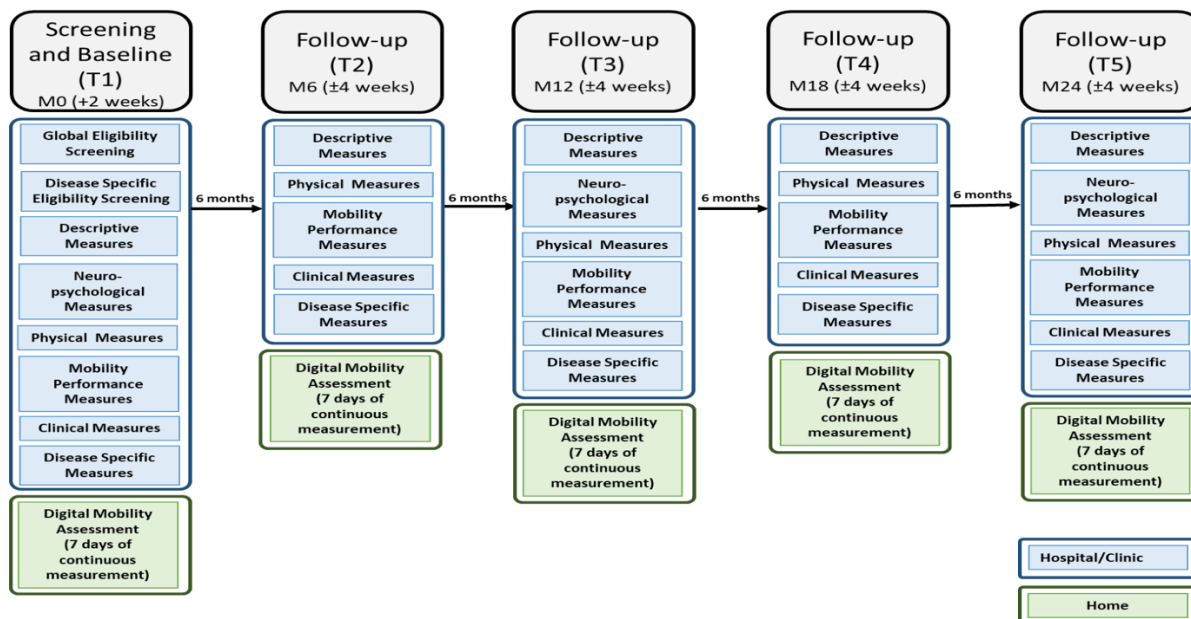 Screening
and Baseline
(T1)
M0 (+2 weeks)
Global Eligibility
Screening
Disease Specific
Eligibility Screening
Descriptive
Measures
Neuro-
psychological
Measures
Physical Measures
Mobility
Performance
Measures
Clinical Measures
Disease Specific
Measures
Digital Mobility
Assessment
(7 days of
continuous
measurement)
6 months
Follow-up
(T2)
M6 (±4 weeks)
Descriptive
Measures
Physical Measures
Mobility
Performance
Measures
Clinical Measures
Disease Specific
Measures
Digital Mobility
Assessment
(7 days of
continuous
measurement)
6 months
Follow-up
(T3)
M12 (±4 weeks)
Descriptive
Measures
Neuro-
psychological
Measures
Physical Measures
Mobility
Performance
Measures
Clinical Measures
Disease Specific
Measures
Digital Mobility
Assessment
(7 days of
continuous
measurement)
6 months
Follow-up
(T4)
M18 (±4 weeks)
Descriptive
Measures
Physical Measures
Mobility
Performance
Measures
Clinical Measures
Disease Specific
Measures
Digital Mobility
Assessment
(7 days of
continuous
measurement)
6 months
Follow-up
(T5)
M24 (±4 weeks)
Descriptive
Measures
Neuro-
psychological
Measures
Physical Measures
Mobility
Performance
Measures
Clinical Measures
Disease Specific
Measures
Digital Mobility
Assessment
(7 days of
continuous
measurement)
Hospital/Clinic
Home